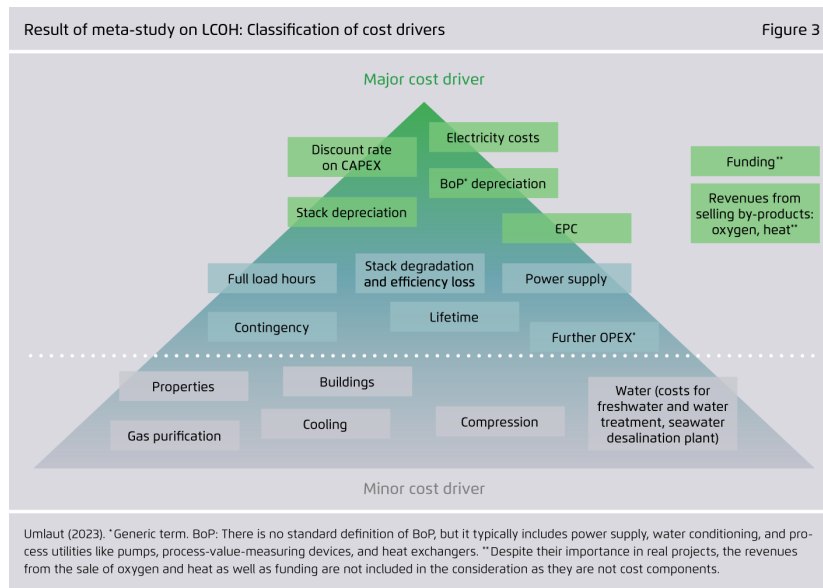 Result of meta-study on LCOH: Classification of cost drivers
Figure 3
Major cost driver
Electricity costs
Discount rate
on CAPEX
BoP* depreciation
Stack depreciation
EPC
Funding**
Revenues from
selling by-products:
oxygen, heat**
Full load hours
Stack degradation
and efficiency loss
Power supply
Contingency
Lifetime
Further OPEX*
Properties
Buildings
Water (costs for
freshwater and water
treatment, seawater
desalination plant)
Gas purification
Cooling
Compression
Minor cost driver
Umlaut (2023). *Generic term. BoP: There is no standard definition of BoP, but it typically includes power supply, water conditioning, and pro-
cess utilities like pumps, process-value-measuring devices, and heat exchangers. **Despite their importance in real projects, the revenues
from the sale of oxygen and heat as well as funding are not included in the consideration as they are not cost components.